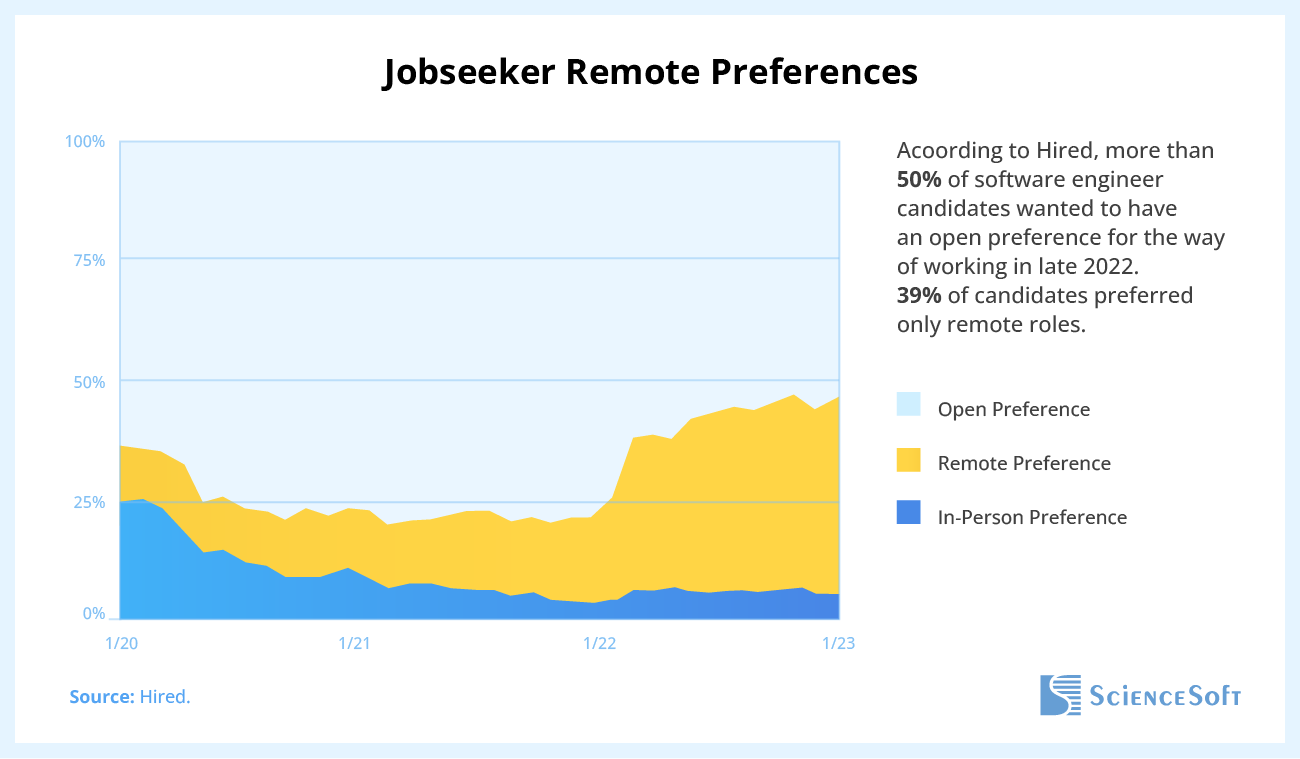 Jobseeker Remote Preferences
100%
75%
50%
25%
0%
1/20
1/21
1/22
1/23
Acoording to Hired, more than
50% of software engineer
candidates wanted to have
an open preference for the way
of working in late 2022.
39% of candidates preferred
only remote roles.
Open Preference
Remote Preference
In-Person Preference
Source: Hired.
ScienceSoft